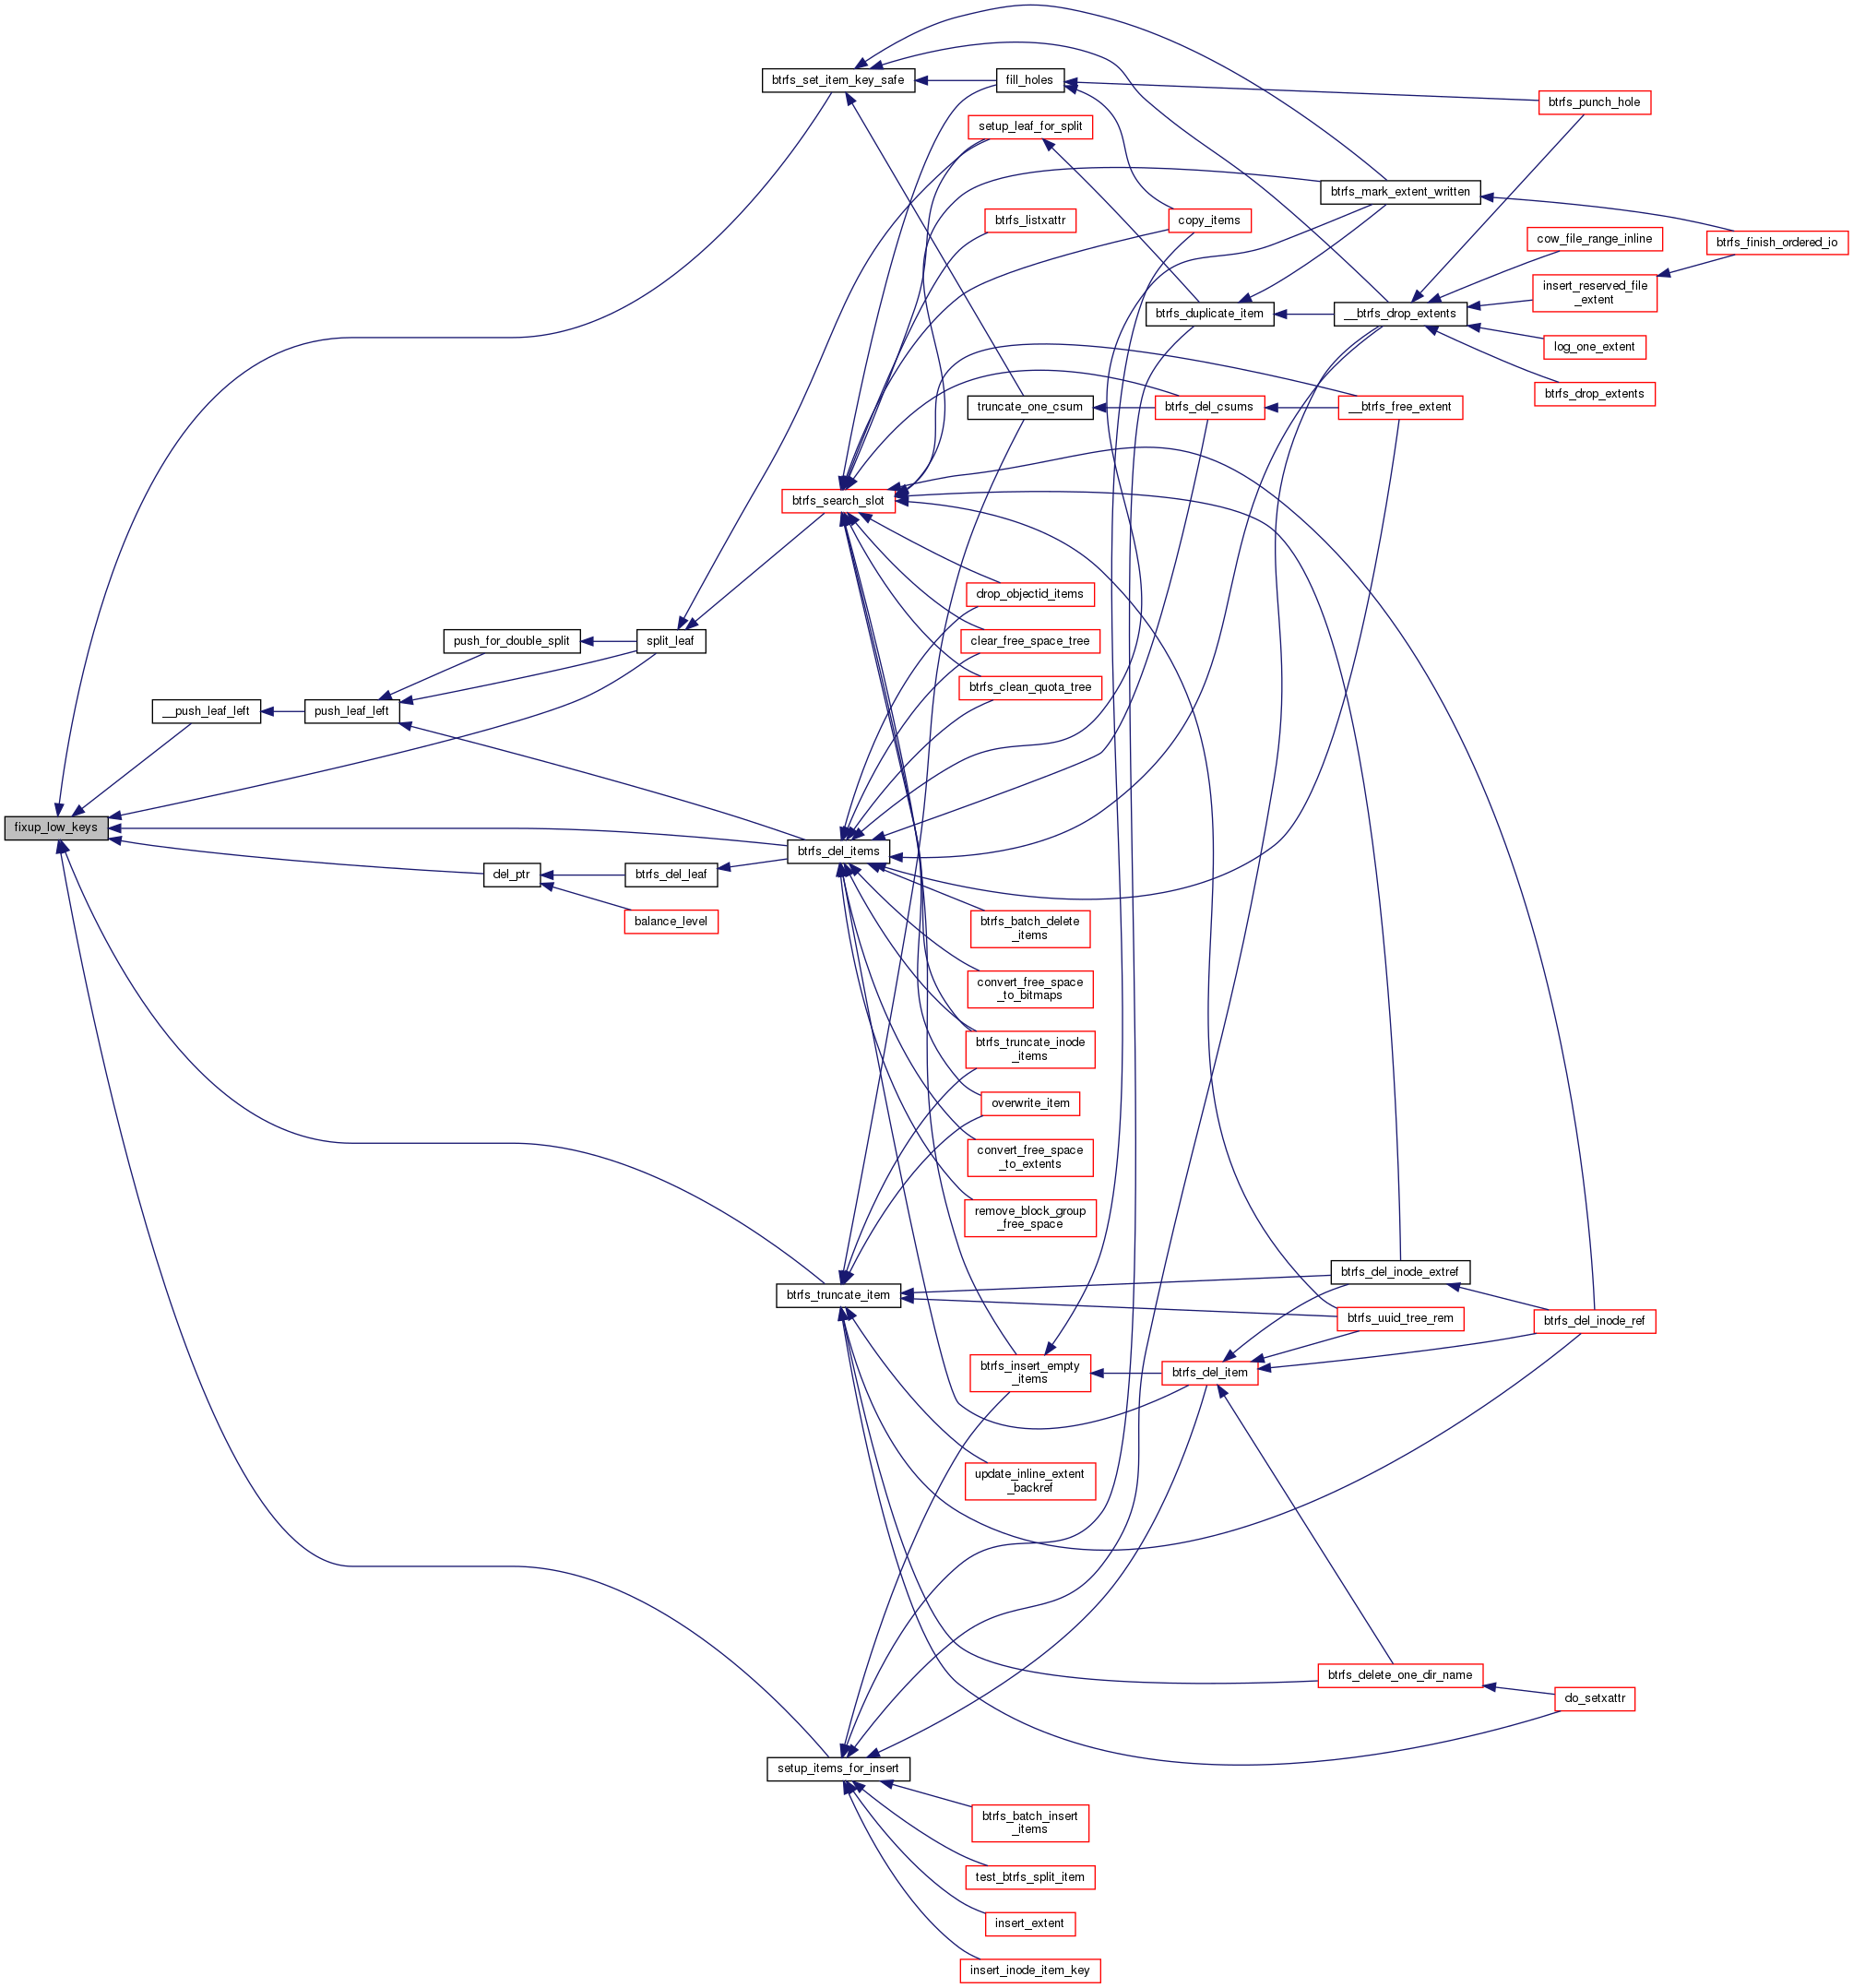 btrfs_set_item_key_safe
fill_holes
btrfs_punch_hole
setup_leaf_for_split
btrfs_mark_extent_written
btrfs_listxattr
copy_items
cow_file_range_inline
btrfs_finish_ordered_io
insert_reserved_file
_extent
btrfs_duplicate_item
__btrfs_drop_extents
log_one_extent
btrfs_drop_extents
truncate_one_csum
btrfs_del_csums
__btrfs_free_extent
btrfs_search_slot
drop_objectid_items
push_for_double_split
split_leaf
clear_free_space_tree
btrfs_clean_quota_tree
__push_leaf_left
push_leaf_left
fixup_low_keys
btrfs_del_items
del_ptr
btrfs_del_leaf
balance_level
btrfs_batch_delete
_items
convert_free_space
_to_bitmaps
btrfs_truncate_inode
_items
overwrite_item
convert_free_space
_to_extents
remove_block_group
_free_space
btrfs_truncate_item
btrfs_del_inode_extref
btrfs_uuid_tree_rem
btrfs_del_inode_ref
btrfs_insert_empty
_items
btrfs_del_item
update_inline_extent
_backref
btrfs_delete_one_dir_name
do_setxattr
setup_items_for_insert
btrfs_batch_insert
_items
test_btrfs_split_item
insert_extent
insert_inode_item_key